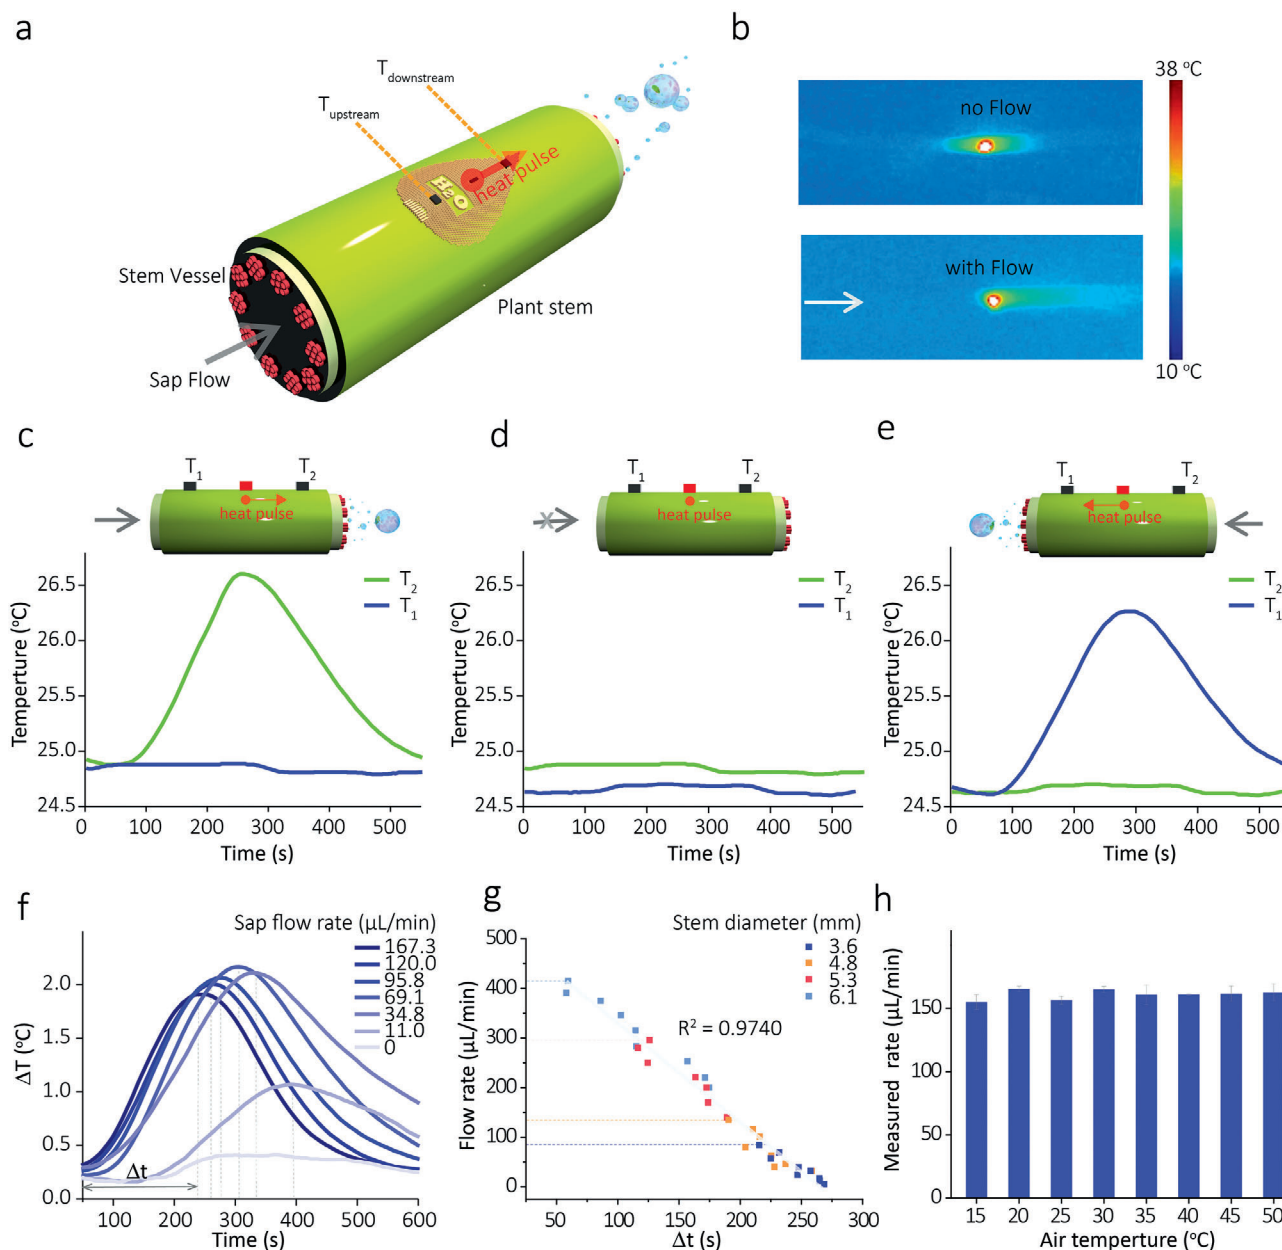 a
T downstream
T upstream
H2O
heat pulse
Stem Vessel
Plant stem
Sap Flow
b
38 °C
no Flow
with Flow
10 °C
c
T1
T2
heat pulse
26.5
26.0
25.5
25.0
24.5
Temperture (°C)
T2
T1
0 100 200 300 400 500
Time (s)
d
T1
T2
x
heat pulse
26.5
26.0
25.5
25.0
24.5
Temperture (°C)
T2
T1
0 100 200 300 400 500
Time (s)
e
T1
T2
heat pulse
26.5
26.0
25.5
25.0
24.5
Temperture (°C)
T2
T1
0 100 200 300 400 500
Time (s)
f
Sap flow rate (µL/min)
167.3
120.0
95.8
69.1
34.8
11.0
0
2.0
1.5
1.0
0.5
0.0
ΔT (°C)
Δt
100 200 300 400 500 600
Time (s)
g
Stem diameter (mm)
3.6
4.8
5.3
6.1
R² = 0.9740
500
400
300
200
100
0
Flow rate (µL/min)
50 100 150 200 250 300
Δt (s)
h
150
100
50
0
Measured rate (µL/min)
15 20 25 30 35 40 45 50
Air temperture (°C)